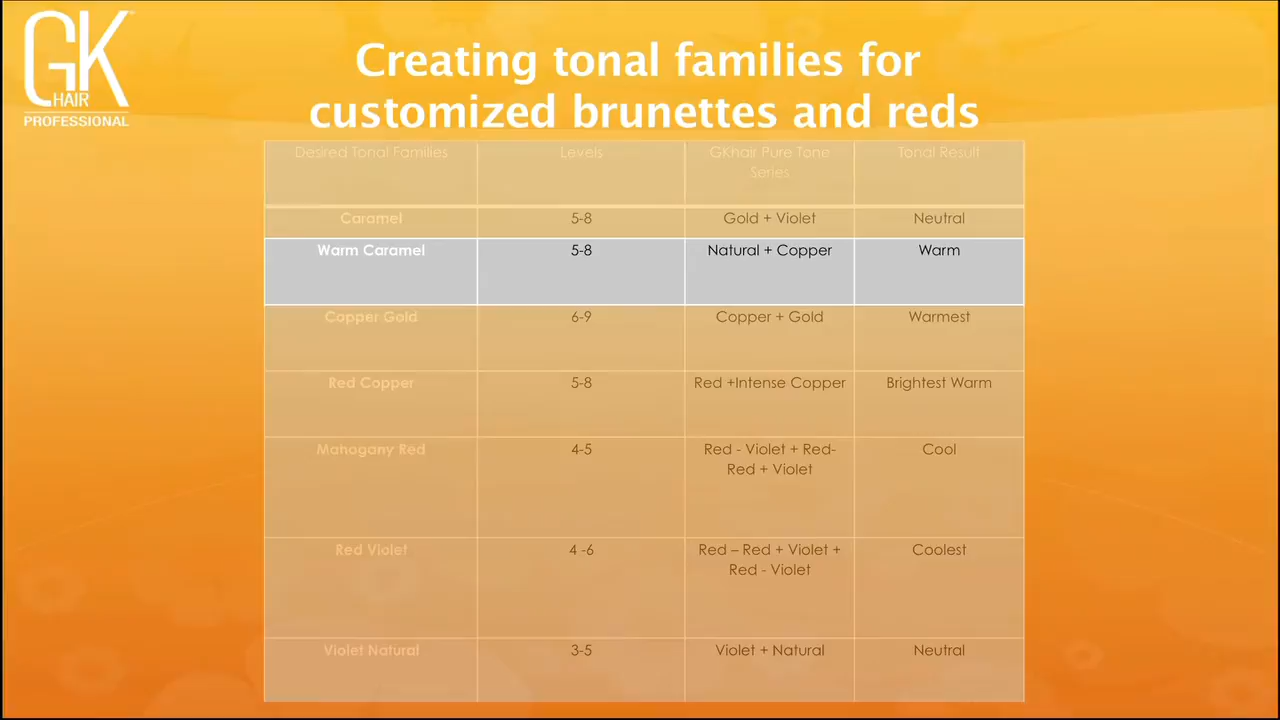 GK
HAIR
PROFESSIONAL
Creating tonal families for
customized brunettes and reds
Desired Tonal Families Levels GKhair Pure Tone Tonal Result
Series
Caramel 5-8 Gold + Violet Neutral
Warm Caramel 5-8 Natural + Copper Warm
Copper Gold 6-9 Copper + Gold Warmest
Red Copper 5-8 Red +Intense Copper Brightest Warm
Mahogany Red 4-5 Red - Violet + Red- Cool
Red + Violet
Red Violet 4 -6 Red – Red + Violet + Coolest
Red - Violet
Violet Natural 3-5 Violet + Natural Neutral